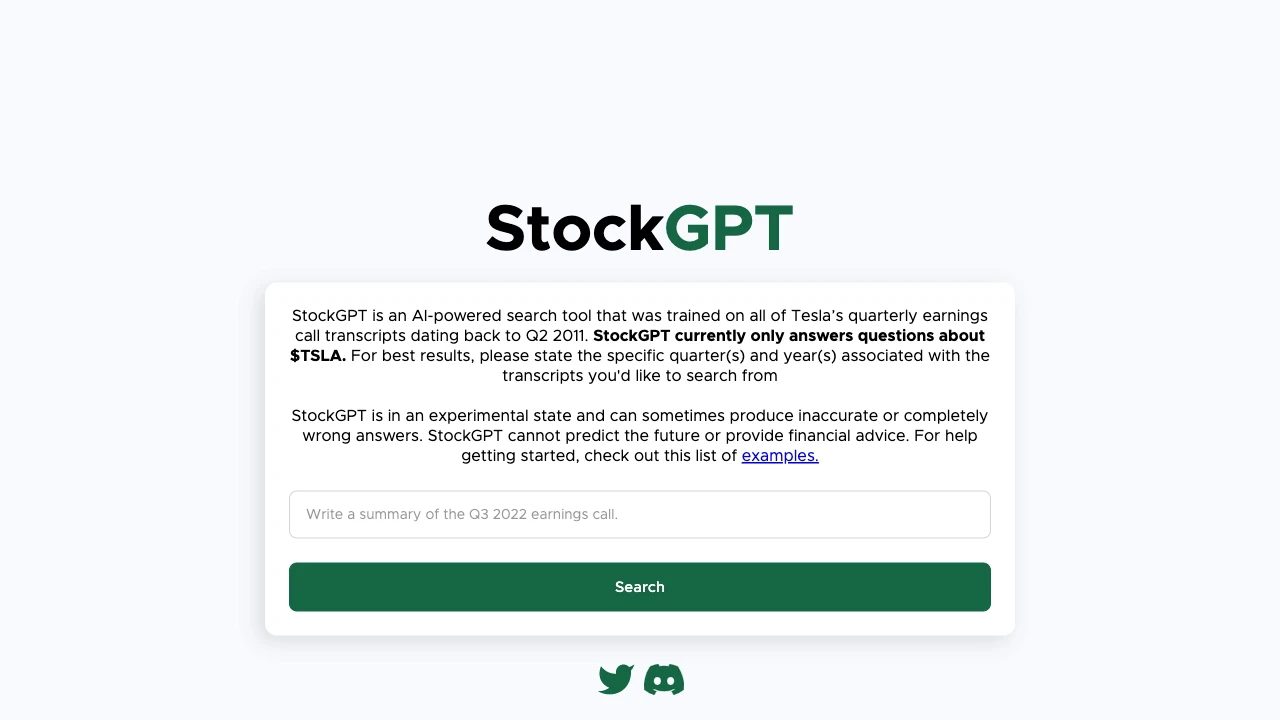 StockGPT
StockGPT is an AI-powered search tool that was trained on all of Tesla's quarterly earnings
call transcripts dating back to Q2 2011. StockGPT currently only answers questions about
$TSLA. For best results, please state the specific quarter(s) and year(s) associated with the
transcripts you'd like to search from
StockGPT is in an experimental state and can sometimes produce inaccurate or completely
wrong answers. StockGPT cannot predict the future or provide financial advice. For help
getting started, check out this list of examples.
Write a summary of the Q3 2022 earnings call.
Search